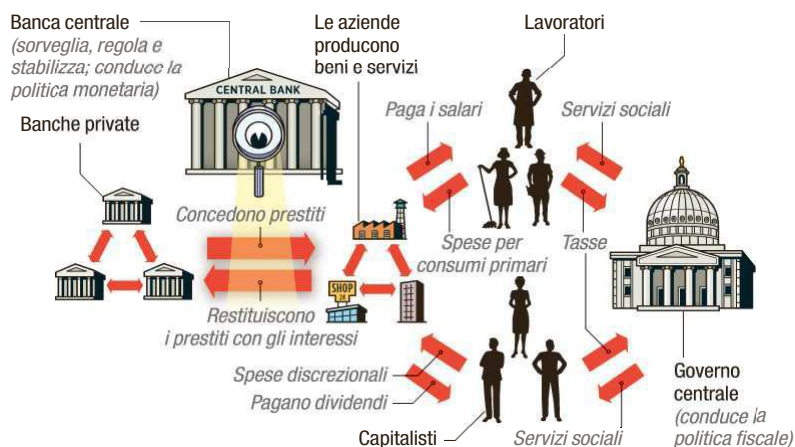 Banca centrale
(sorveglia, regola e
stabilizza; conduce la
politica monetaria)
Banche private
CENTRAL BANK
Le aziende
producono
beni e servizi
Lavoratori
Paga i salari
Servizi sociali
Concedono prestiti
Spese per
consumi primari
Tasse
SHOP
24
Restituiscono
i prestiti con gli interessi
Spese discrezionali
Pagano dividendi
Capitalisti
Servizi sociali
Governo
centrale
(conduce la
politica fiscale)